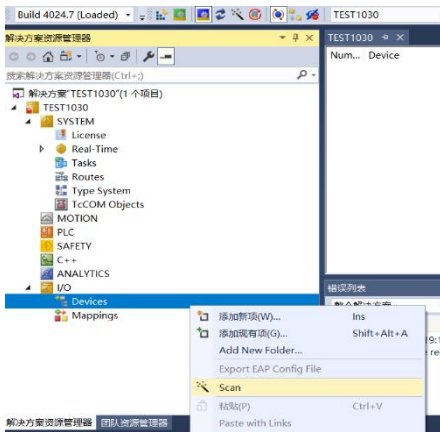 Build 4024.7 (Loaded)
TEST1030
解决方案资源管理器
TEST1030
Num... Device
搜索解决方案资源管理器(Ctrl+;)
解决方案"TEST1030"(1 个项目)
TEST1030
SYSTEM
License
Real-Time
Tasks
Routes
Type System
TcCOM Objects
MOTION
PLC
SAFETY
C++
ANALYTICS
I/O
Devices
Mappings
错误列表
添加新项(W)... Ins
添加现有项(G)... Shift+Alt+A
Add New Folder...
Export EAP Config File
Scan
粘贴(P) Ctrl+V
Paste with Links
解决方案资源管理器 团队资源管理器